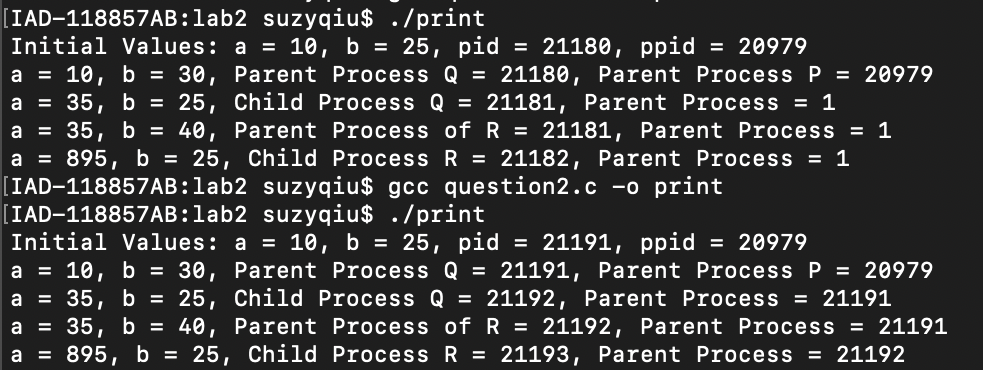 [IAD-118857AB:lab2 suzyqiu$ ./print
Initial Values: a = 10, b = 25, pid = 21180, ppid = 20979
a = 10, b = 30, Parent Process Q = 21180, Parent Process P = 20979
a = 35, b = 25, Child Process Q = 21181, Parent Process = 1
a = 35, b = 40, Parent Process of R = 21181, Parent Process = 1
a = 895, b = 25, Child Process R = 21182, Parent Process = 1
[IAD-118857AB:lab2 suzyqiu$ gcc question2.c -o print
[IAD-118857AB:lab2 suzyqiu$ ./print
Initial Values: a = 10, b = 25, pid = 21191, ppid = 20979
a = 10, b = 30, Parent Process Q = 21191, Parent Process P = 20979
a = 35, b = 25, Child Process Q = 21192, Parent Process = 21191
a = 35, b = 40, Parent Process of R = 21192, Parent Process = 21191
a = 895, b = 25, Child Process R = 21193, Parent Process = 21192